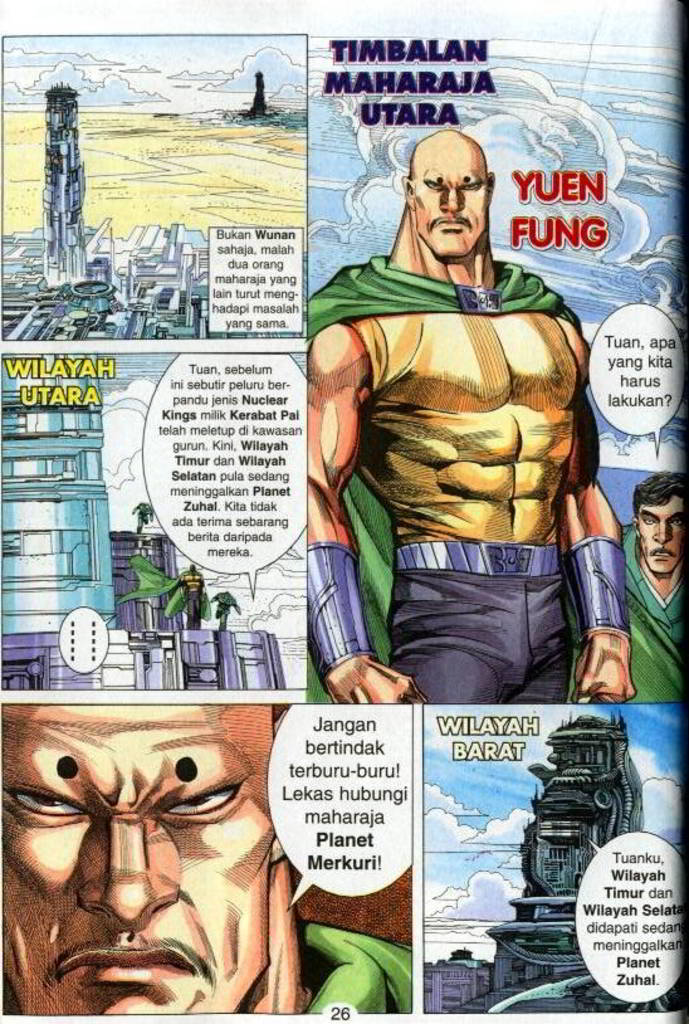 Bukan Wunan
sahaja, malah
dua orang
maharaja yang
lain turut meng-
hadapi masalah
yang sama.
TIMBALAN
MAHARAJA
UTARA
YUEN
FUNG
Tuan, apa
yang kita
harus
lakukan?
WILAYAH
UTARA
Tuan, sebelum
ini sebutir peluru ber-
pandu jenis Nuclear
Kings milik Kerabat Pai
telah meletup di kawasan
gurun. Kini, Wilayah
Timur dan Wilayah
Selatan pula sedang
meninggalkan Planet
Zuhal. Kita tidak
ada terima sebarang
berita daripada
mereka.
Jangan
bertindak
terburu-buru!
Lekas hubungi
maharaja
Planet
Merkuri!
WILAYAH
BARAT
Tuanku,
Wilayah
Timur dan
Wilayah Selata
didapati sedang
meninggalkan
Planet
Zuhal.
26